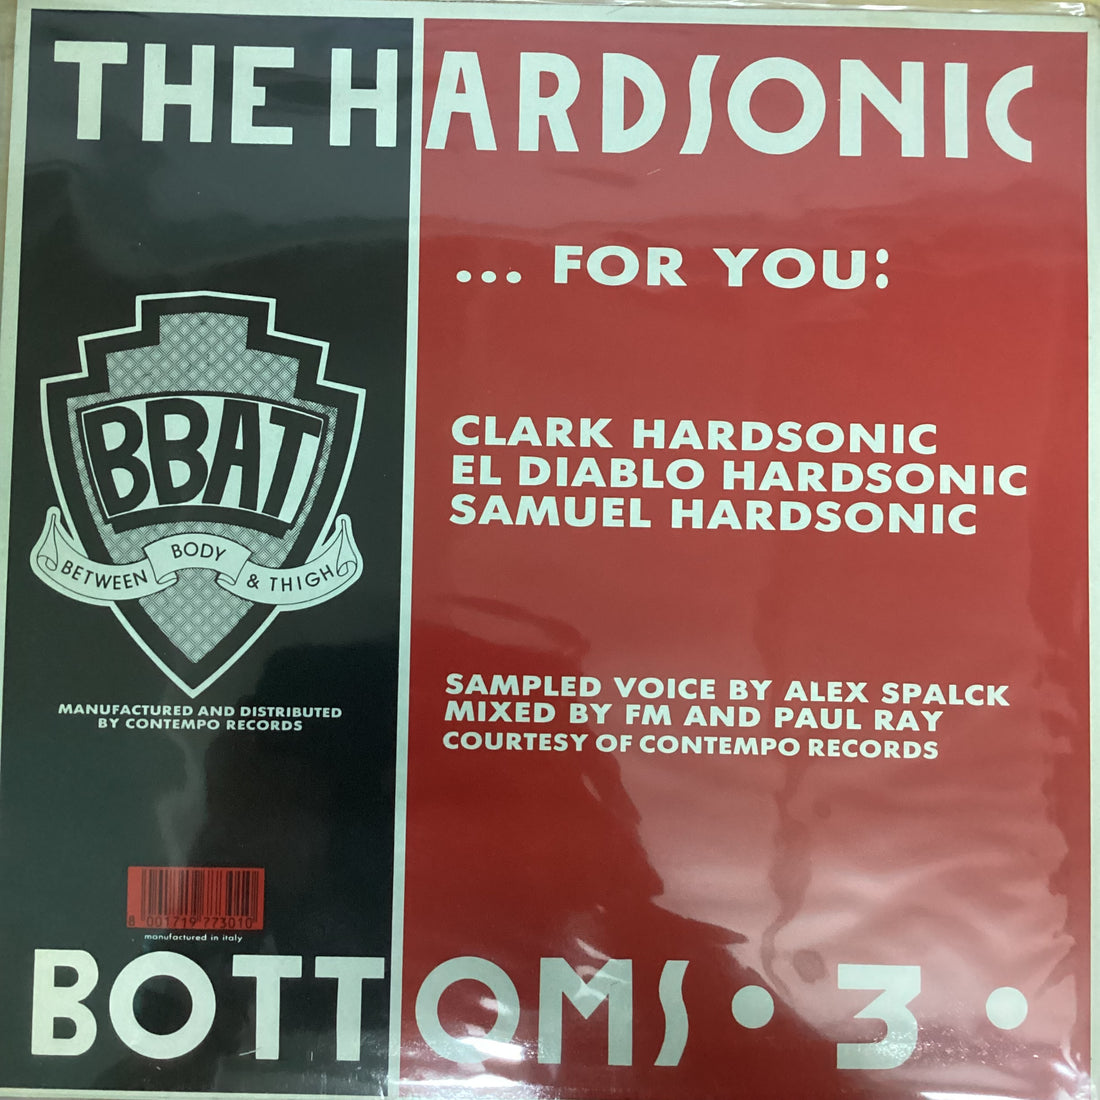 THE HARDSONIC
... FOR YOU:
CLARK HARDSONIC
EL DIABLO HARDSONIC
SAMUEL HARDSONIC
BBAT
BETWEEN BODY & THIGH
SAMPLED VOICE BY ALEX SPALCK
MIXED BY FM AND PAUL RAY
COURTESY OF CONTEMPO RECORDS
MANUFACTURED AND DISTRIBUTED
BY CONTEMPO RECORDS
8 001719 773010
manufactured in italy
BOTTOMS • 3 •